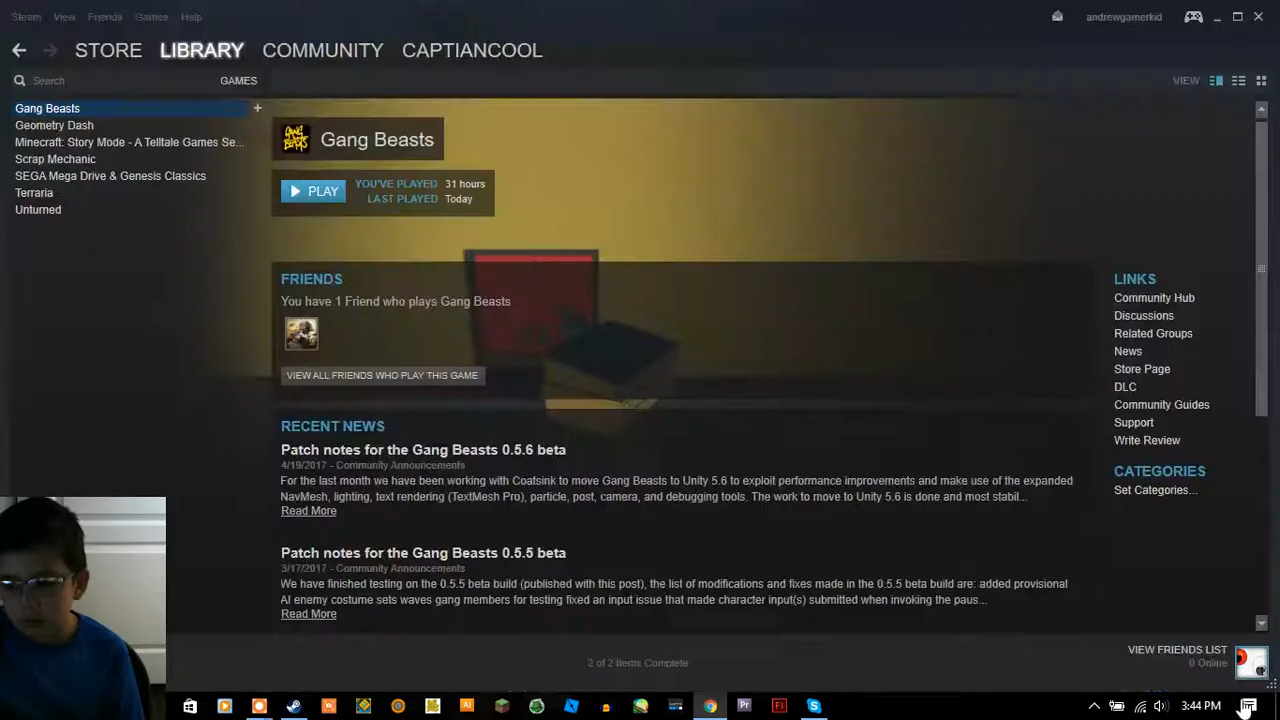 Steam View Friends Games Help
andrewgamerkid
STORE LIBRARY COMMUNITY CAPTIANCOOL
Search GAMES
VIEW
Gang Beasts
Geometry Dash
Minecraft: Story Mode - A Telltale Games Se...
Scrap Mechanic
SEGA Mega Drive & Genesis Classics
Terraria
Unturned
GANG BEASTS
Gang Beasts
PLAY
YOU'VE PLAYED 31 hours
LAST PLAYED Today
FRIENDS
You have 1 Friend who plays Gang Beasts
VIEW ALL FRIENDS WHO PLAY THIS GAME
RECENT NEWS
Patch notes for the Gang Beasts 0.5.6 beta
4/19/2017 - Community Announcements
For the last month we have been working with Coatsink to move Gang Beasts to Unity 5.6 to exploit performance improvements and make use of the expanded
NavMesh, lighting, text rendering (TextMesh Pro), particle, post, camera, and debugging tools. The work to move to Unity 5.6 is done and most stabil...
Read More
Patch notes for the Gang Beasts 0.5.5 beta
3/17/2017 - Community Announcements
We have finished testing on the 0.5.5 beta build (published with this post), the list of modifications and fixes made in the 0.5.5 beta build are: added provisional
AI enemy costume sets waves gang members for testing fixed an input issue that made character input(s) submitted when invoking the paus...
Read More
LINKS
Community Hub
Discussions
Related Groups
News
Store Page
DLC
Community Guides
Support
Write Review
CATEGORIES
Set Categories...
2 of 2 Items Complete
VIEW FRIENDS LIST
0 Online
Ai
Pr
Fl
3:44 PM